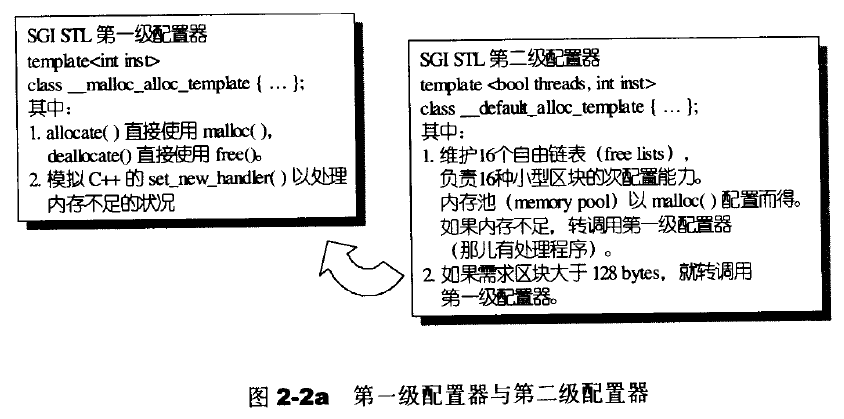 SGI STL 第一级配置器
template<int inst>
class __malloc_alloc_template { … };
其中：
1. allocate( ) 直接使用 malloc( ),
deallocate() 直接使用 free()。
2. 模拟 C++ 的 set_new_handler( ) 以处理
内存不足的状况
SGI STL 第二级配置器
template <bool threads, int inst>
class __default_alloc_template { … };
其中：
1. 维护16个自由链表（free lists），
负责16种小型区块的次配置能力。
内存池（memory pool）以 malloc( ) 配置而得。
如果内存不足，转调用第一级配置器
（那儿有处理程序）。
2. 如果需求区块大于 128 bytes，就转调用
第一级配置器。
图 2-2a 第一级配置器与第二级配置器